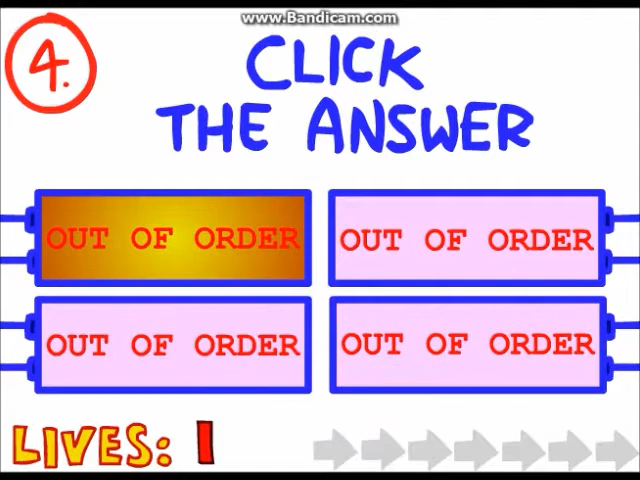 www.Bandicam.com
4.
CLICK
THE ANSWER
OUT OF ORDER
OUT OF ORDER
OUT OF ORDER
OUT OF ORDER
LIVES: 1